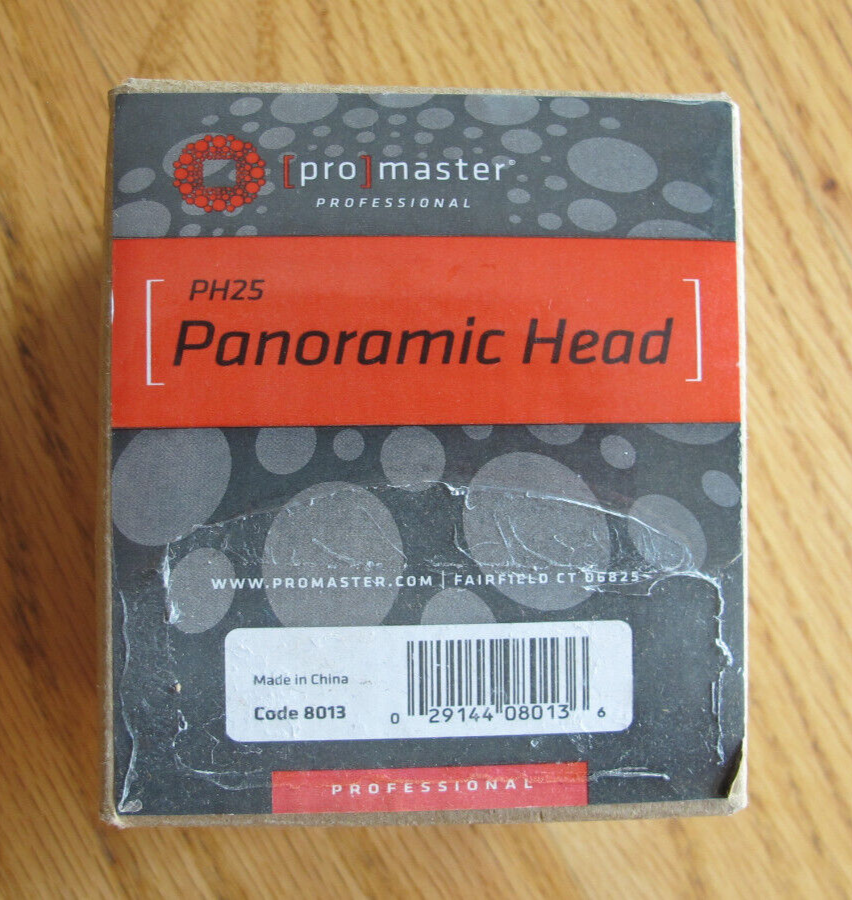 [pro]master®
PROFESSIONAL
PH25
Panoramic Head
WWW.PROMASTER.COM | FAIRFIELD CT 06825
Made in China
Code 8013
0 29144 08013 6
PROFESSIONAL